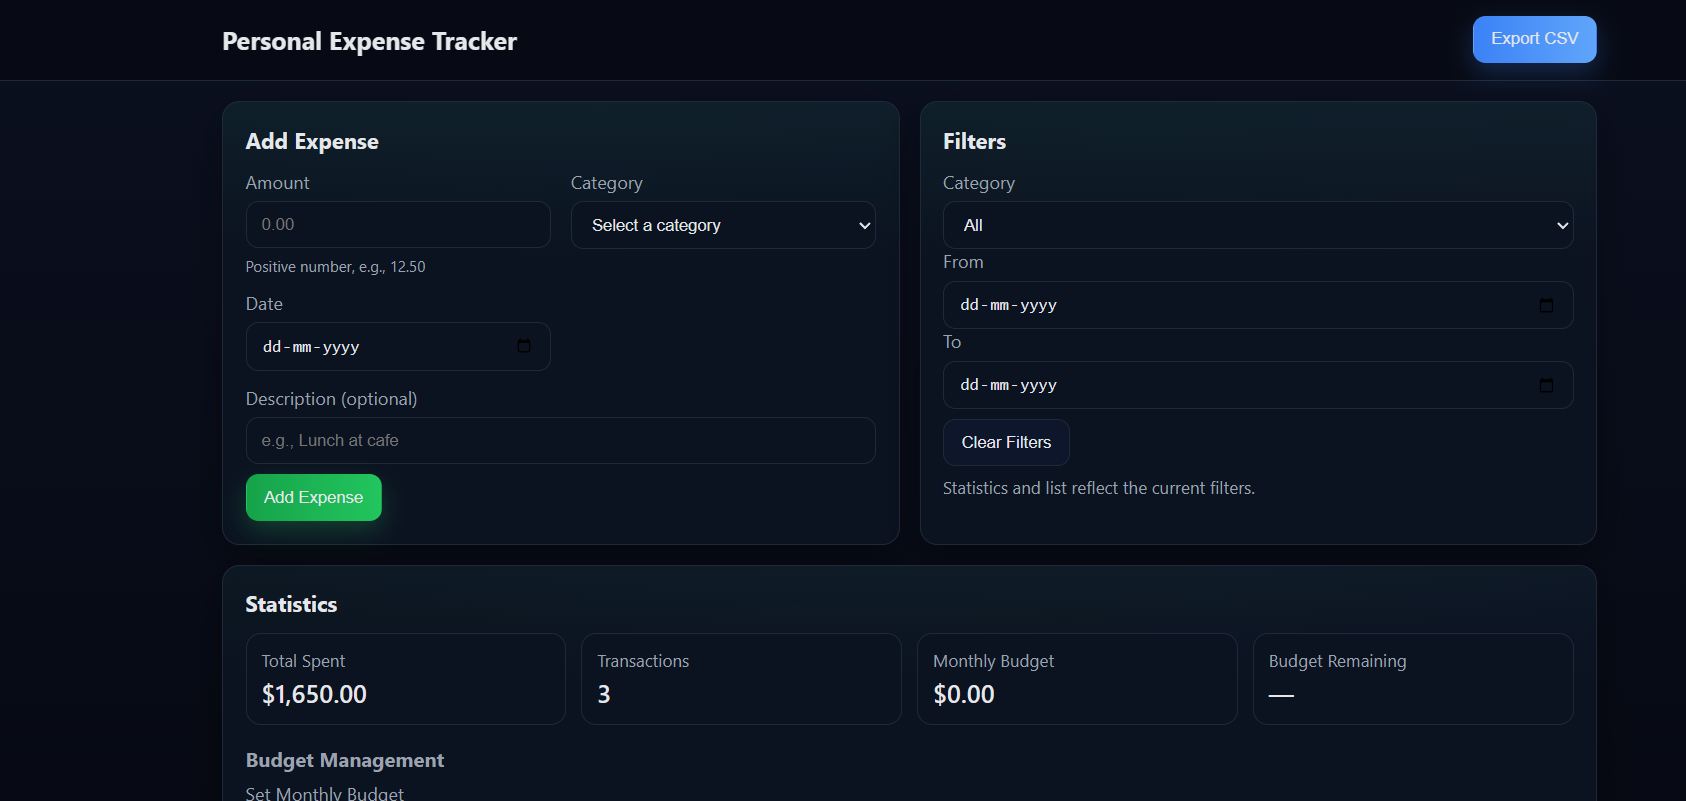 Personal Expense Tracker
Export CSV
Add Expense
Amount
Category
0.00
Select a category
Positive number, e.g., 12.50
Date
dd-mm-yyyy
Description (optional)
e.g., Lunch at cafe
Add Expense
Filters
Category
All
From
dd-mm-yyyy
To
dd-mm-yyyy
Clear Filters
Statistics and list reflect the current filters.
Statistics
Total Spent
$1,650.00
Transactions
3
Monthly Budget
$0.00
Budget Remaining
—
Budget Management
Set Monthly Budget